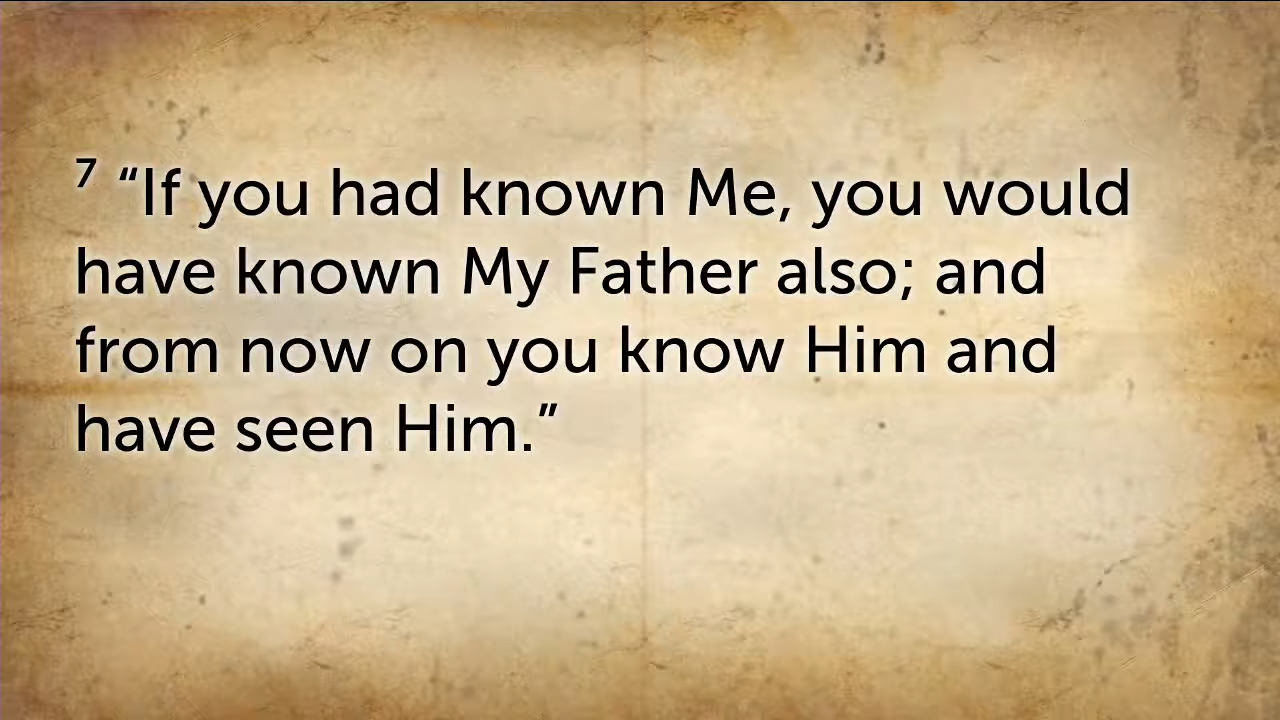 ⁷ “If you had known Me, you would
have known My Father also; and
from now on you know Him and
have seen Him.”